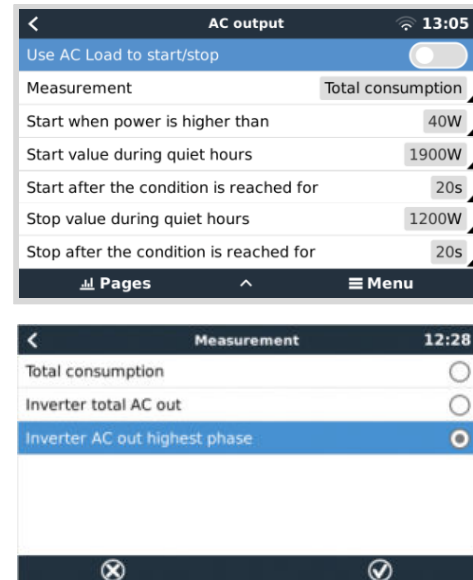 AC output 13:05
Use AC Load to start/stop
Measurement Total consumption
Start when power is higher than 40W
Start value during quiet hours 1900W
Start after the condition is reached for 20s
Stop value during quiet hours 1200W
Stop after the condition is reached for 20s
Pages Menu
Measurement 12:28
Total consumption
Inverter total AC out
Inverter AC out highest phase